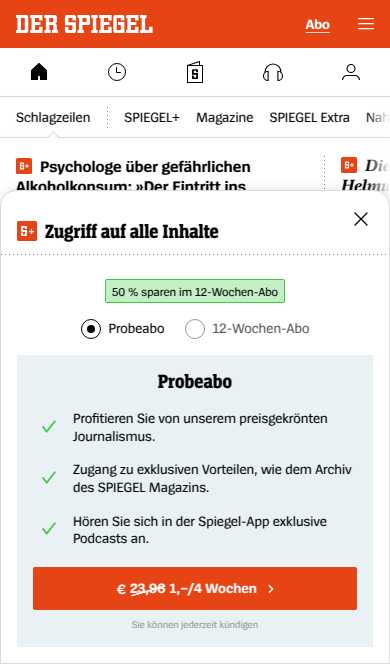 DER SPIEGEL
Abo
Schlagzeilen
SPIEGEL+
Magazine
SPIEGEL Extra
S+ Psychologe über gefährlichen
Alkoholkonsum: »Der Eintritt ins
S+
Zugriff auf alle Inhalte
50 % sparen im 12-Wochen-Abo
Probeabo
12-Wochen-Abo
Probeabo
Profitieren Sie von unserem preisgekrönten
Journalismus.
Zugang zu exklusiven Vorteilen, wie dem Archiv
des SPIEGEL Magazins.
Hören Sie sich in der Spiegel-App exklusive
Podcasts an.
€ 23,96 1,–/4 Wochen
Sie können jederzeit kündigen